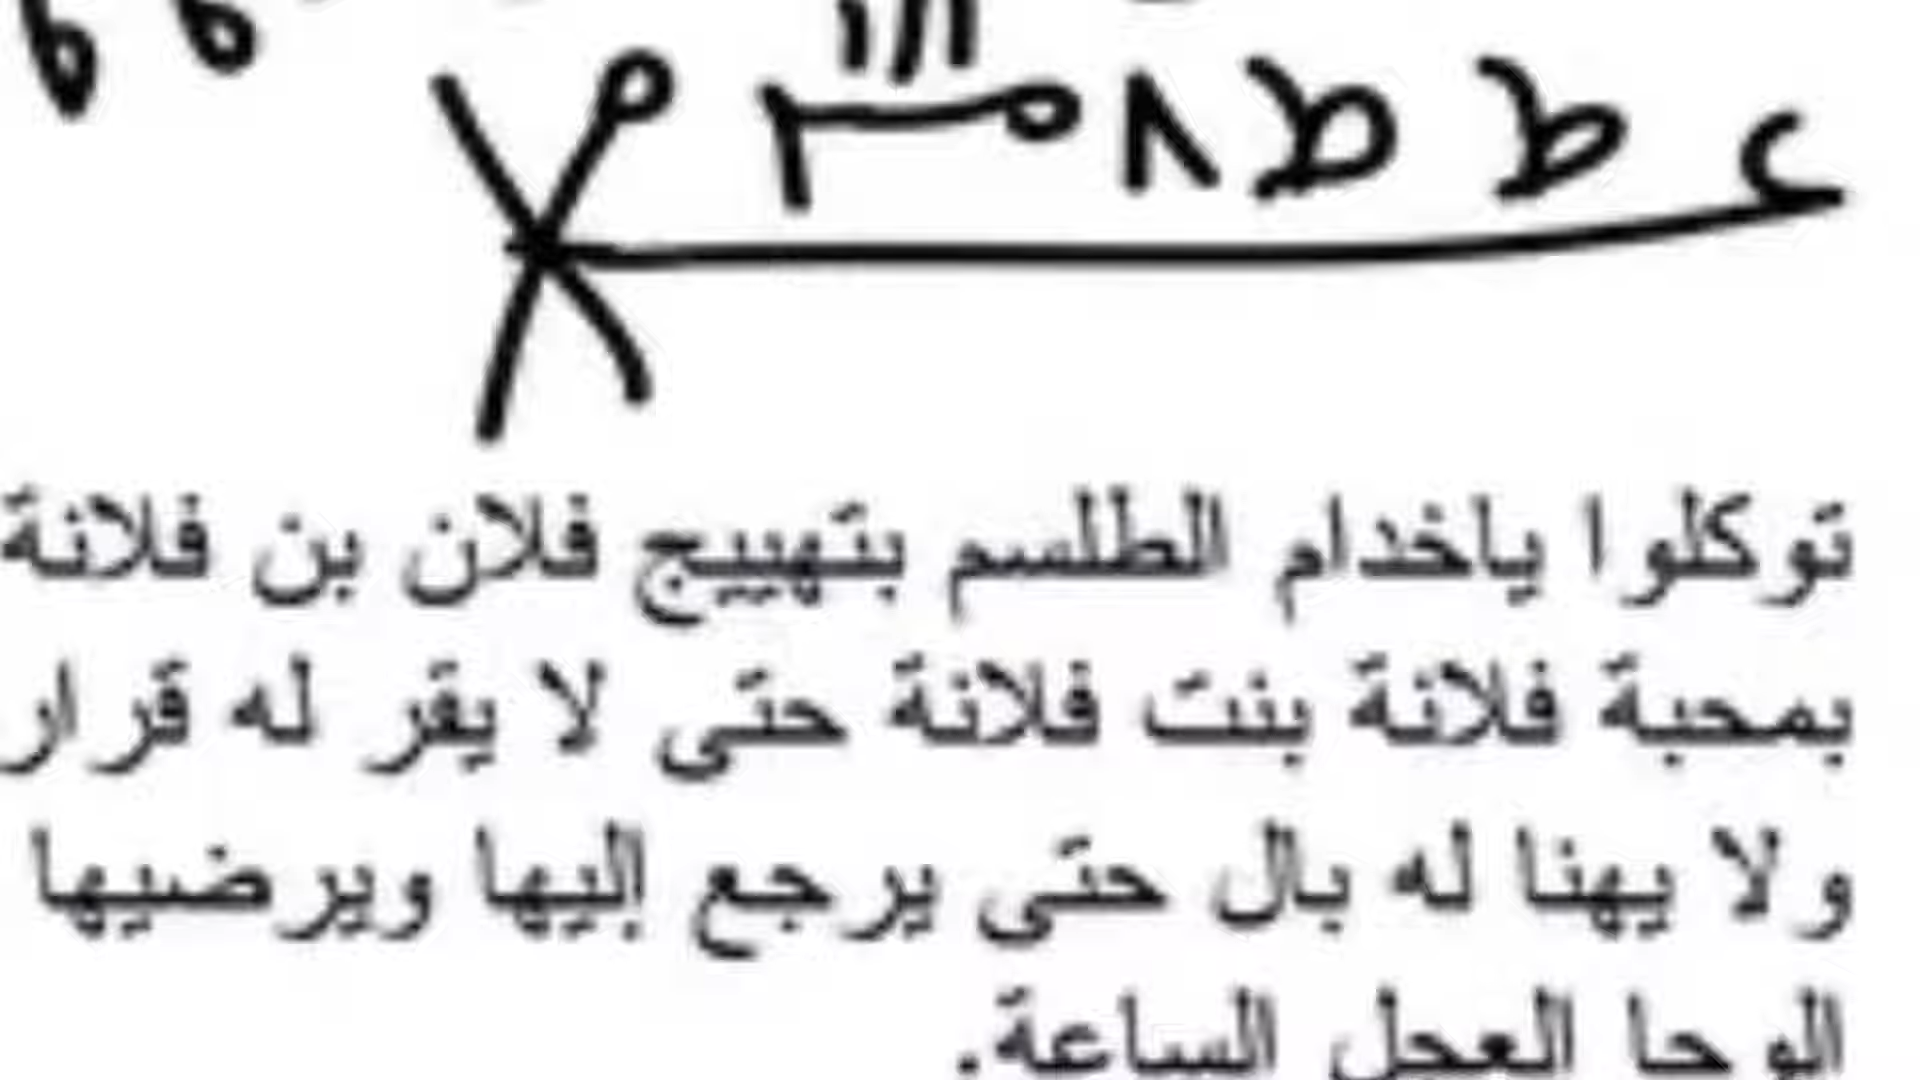 توكلوا ياخدام الطلسم بتهييج فلان بن فلانة
بمحبة فلانة بنت فلانة حتى لا يقر له قرار
ولا يهنا له بال حتى يرجع إليها ويرضيها
الوحا العجل الساعة.